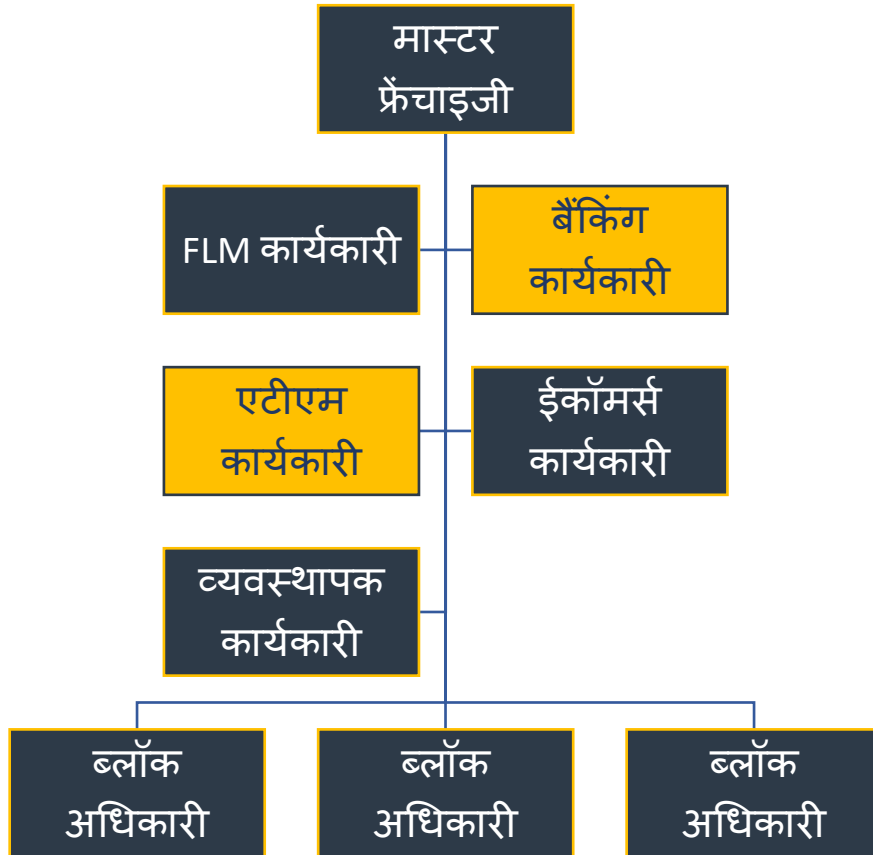 मास्टर
फ्रेंचाइजी
FLM कार्यकारी
बैंकिंग
कार्यकारी
एटीएम
कार्यकारी
ईकॉमर्स
कार्यकारी
व्यवस्थापक
कार्यकारी
ब्लॉक
अधिकारी
ब्लॉक
अधिकारी
ब्लॉक
अधिकारी